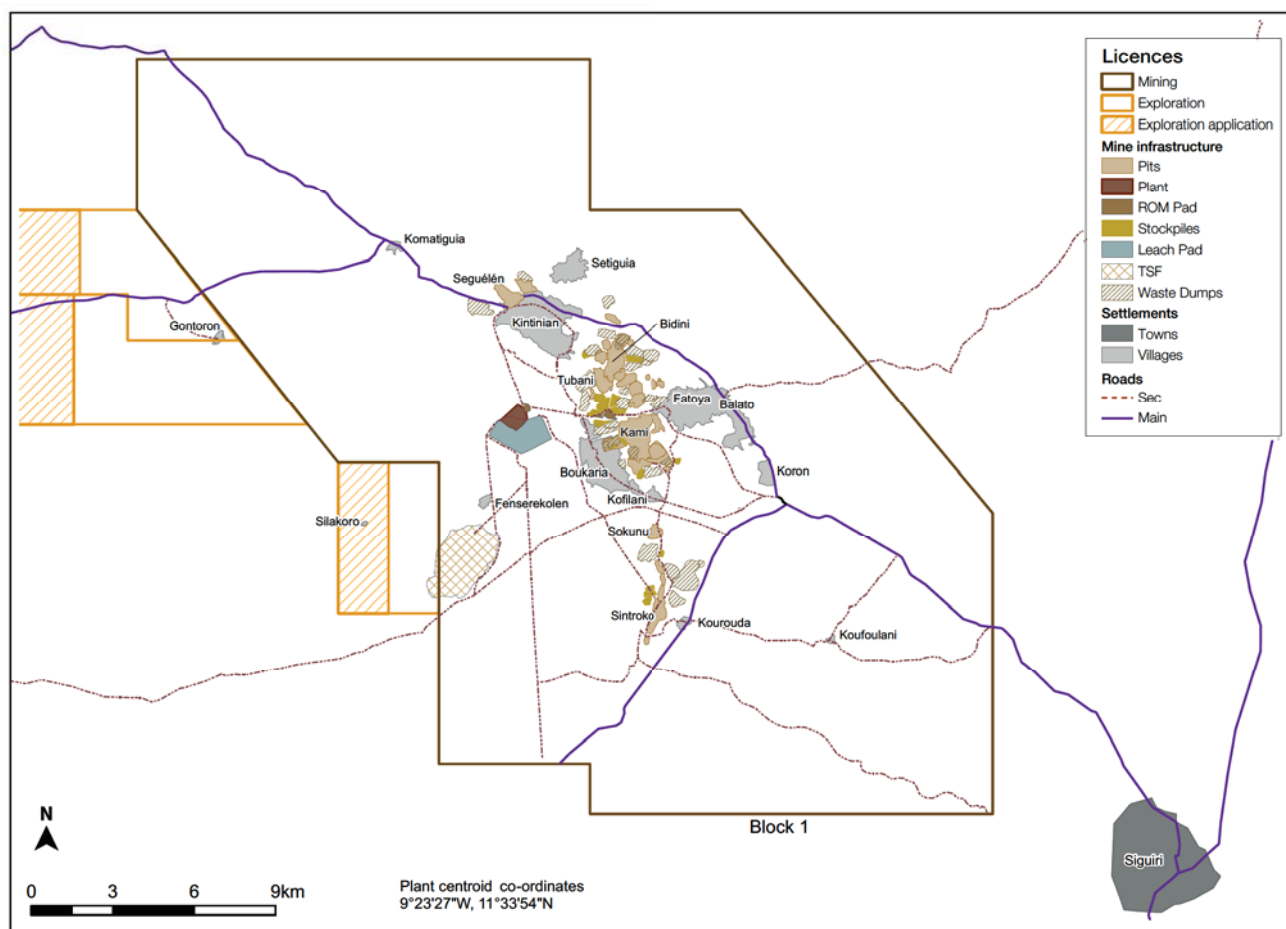 Licences
Mining
Exploration
Exploration application
Mine infrastructure
Pits
Plant
ROM Pad
Stockpiles
Leach Pad
TSF
Waste Dumps
Settlements
Towns
Villages
Roads
Sec
Main
Komatiguia
Setiguia
Seguélén
Kintinian
Bidini
Gontoron
Tubani
Fatoya
Balato
Kami
Boukaria
Koron
Kofilani
Fenserekolen
Silakoro
Sokunu
Sintroko
Kourouda
Koufoulani
Block 1
Siguiri
N
0 3 6 9km
Plant centroid co-ordinates
9°23'27"W, 11°33'54"N